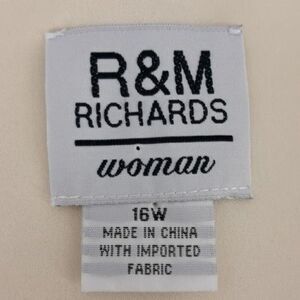 R&M
RICHARDS
woman
16W
MADE IN CHINA
WITH IMPORTED
FABRIC